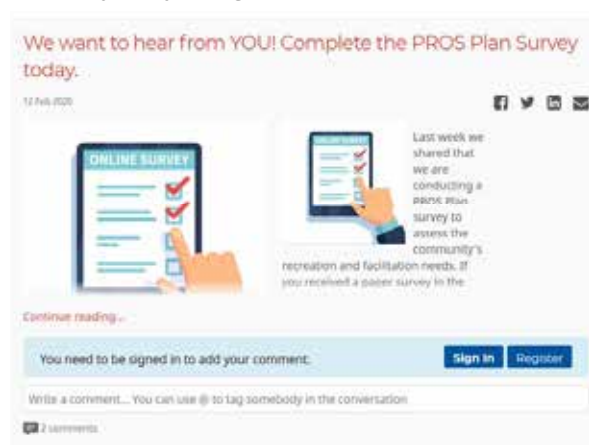 We want to hear from YOU! Complete the PROS Plan Survey
today.
12 Feb 2020
ONLINE SURVEY
ONLINE SURVEY
Last week we
shared that
we are
conducting a
PROS Plan
survey to
assess the
community's
recreation and facilitation needs. If
you received a paper survey in the
Continue reading...
You need to be signed in to add your comment.
Sign In
Register
Write a comment... You can use @ to tag somebody in the conversation
2 comments